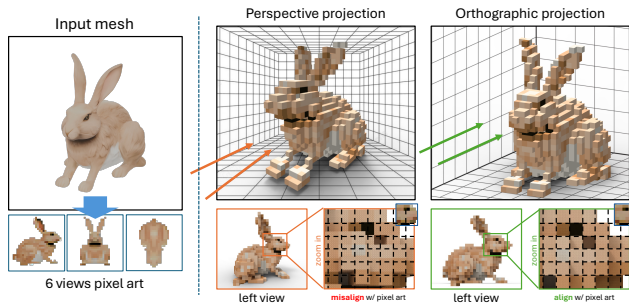 Input mesh
Perspective projection
Orthographic projection
6 views pixel art
zoom in
left view
misalign w/ pixel art
zoom in
left view
align w/ pixel art